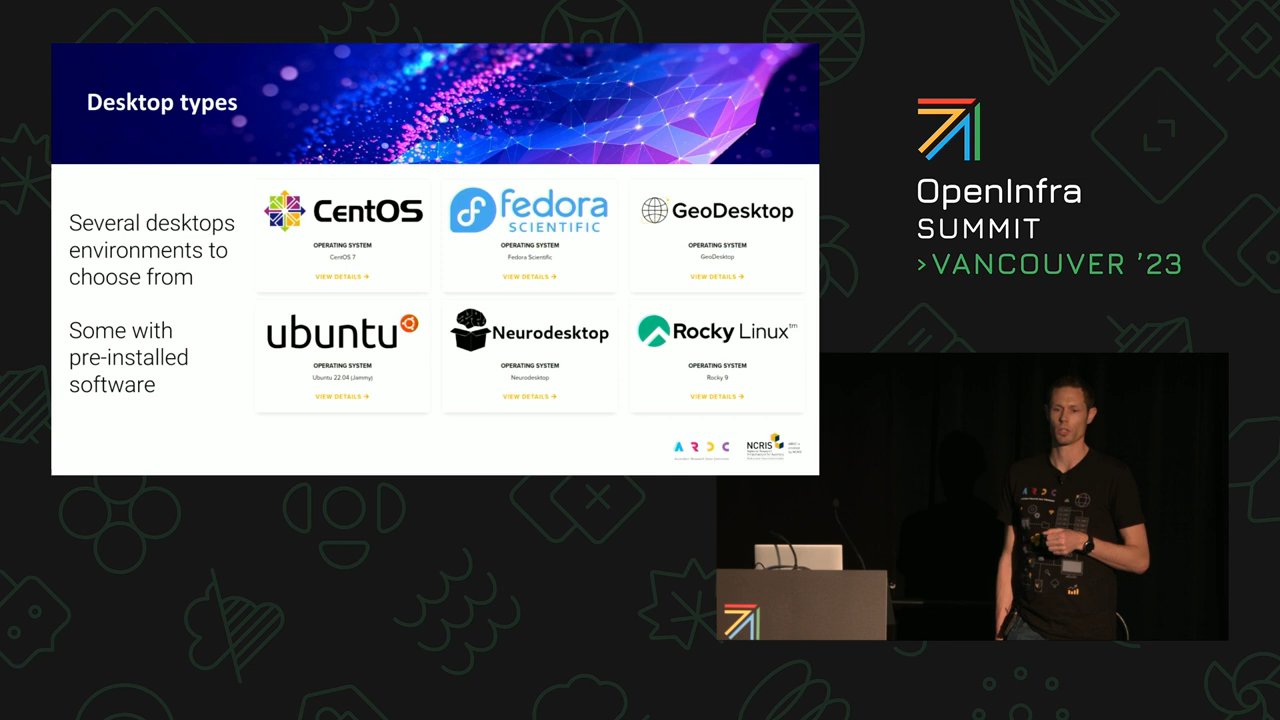 Desktop types
Several desktops
environments to
choose from
Some with
pre-installed
software
CentOS
OPERATING SYSTEM
CentOS 7
VIEW DETAILS →
fedora
SCIENTIFIC
OPERATING SYSTEM
Fedora Scientific
VIEW DETAILS →
GeoDesktop
OPERATING SYSTEM
GeoDesktop
VIEW DETAILS →
ubuntu
OPERATING SYSTEM
Ubuntu 22.04 (Jammy)
VIEW DETAILS →
Neurodesktop
OPERATING SYSTEM
Neurodesktop
VIEW DETAILS →
Rocky Linux™
OPERATING SYSTEM
Rocky 9
VIEW DETAILS →
ARDC
NCRIS
OpenInfra
SUMMIT
>VANCOUVER '23
ARDC